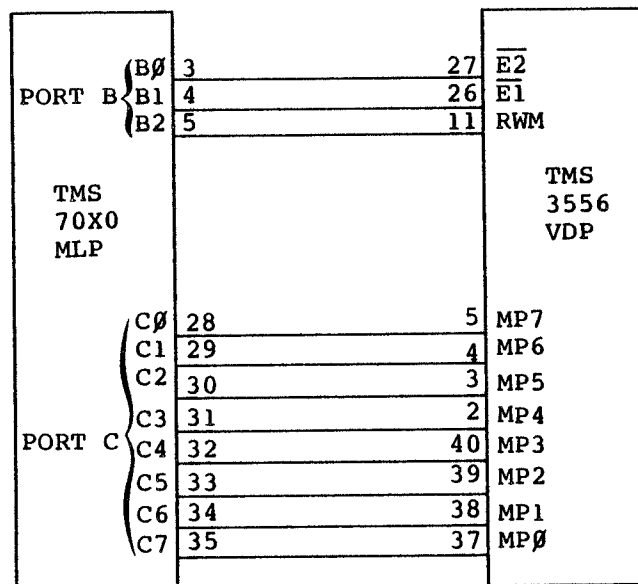 BØ 3 27 E2
PORT B B1 4 26 E1
B2 5 11 RWM
TMS
70X0
MLP
TMS
3556
VDP
CØ 28 5 MP7
C1 29 4 MP6
C2 30 3 MP5
C3 31 2 MP4
PORT C C4 32 40 MP3
C5 33 39 MP2
C6 34 38 MP1
C7 35 37 MPØ